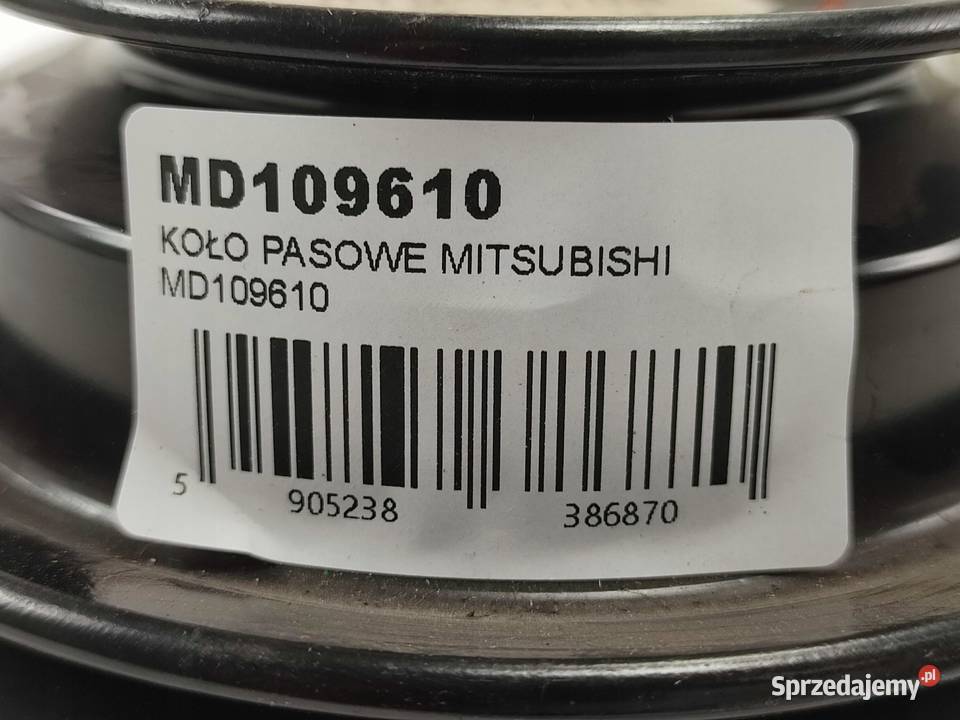 MD109610
KOŁO PASOWE MITSUBISHI
MD109610
5 905238 386870
Sprzedajemy.pl